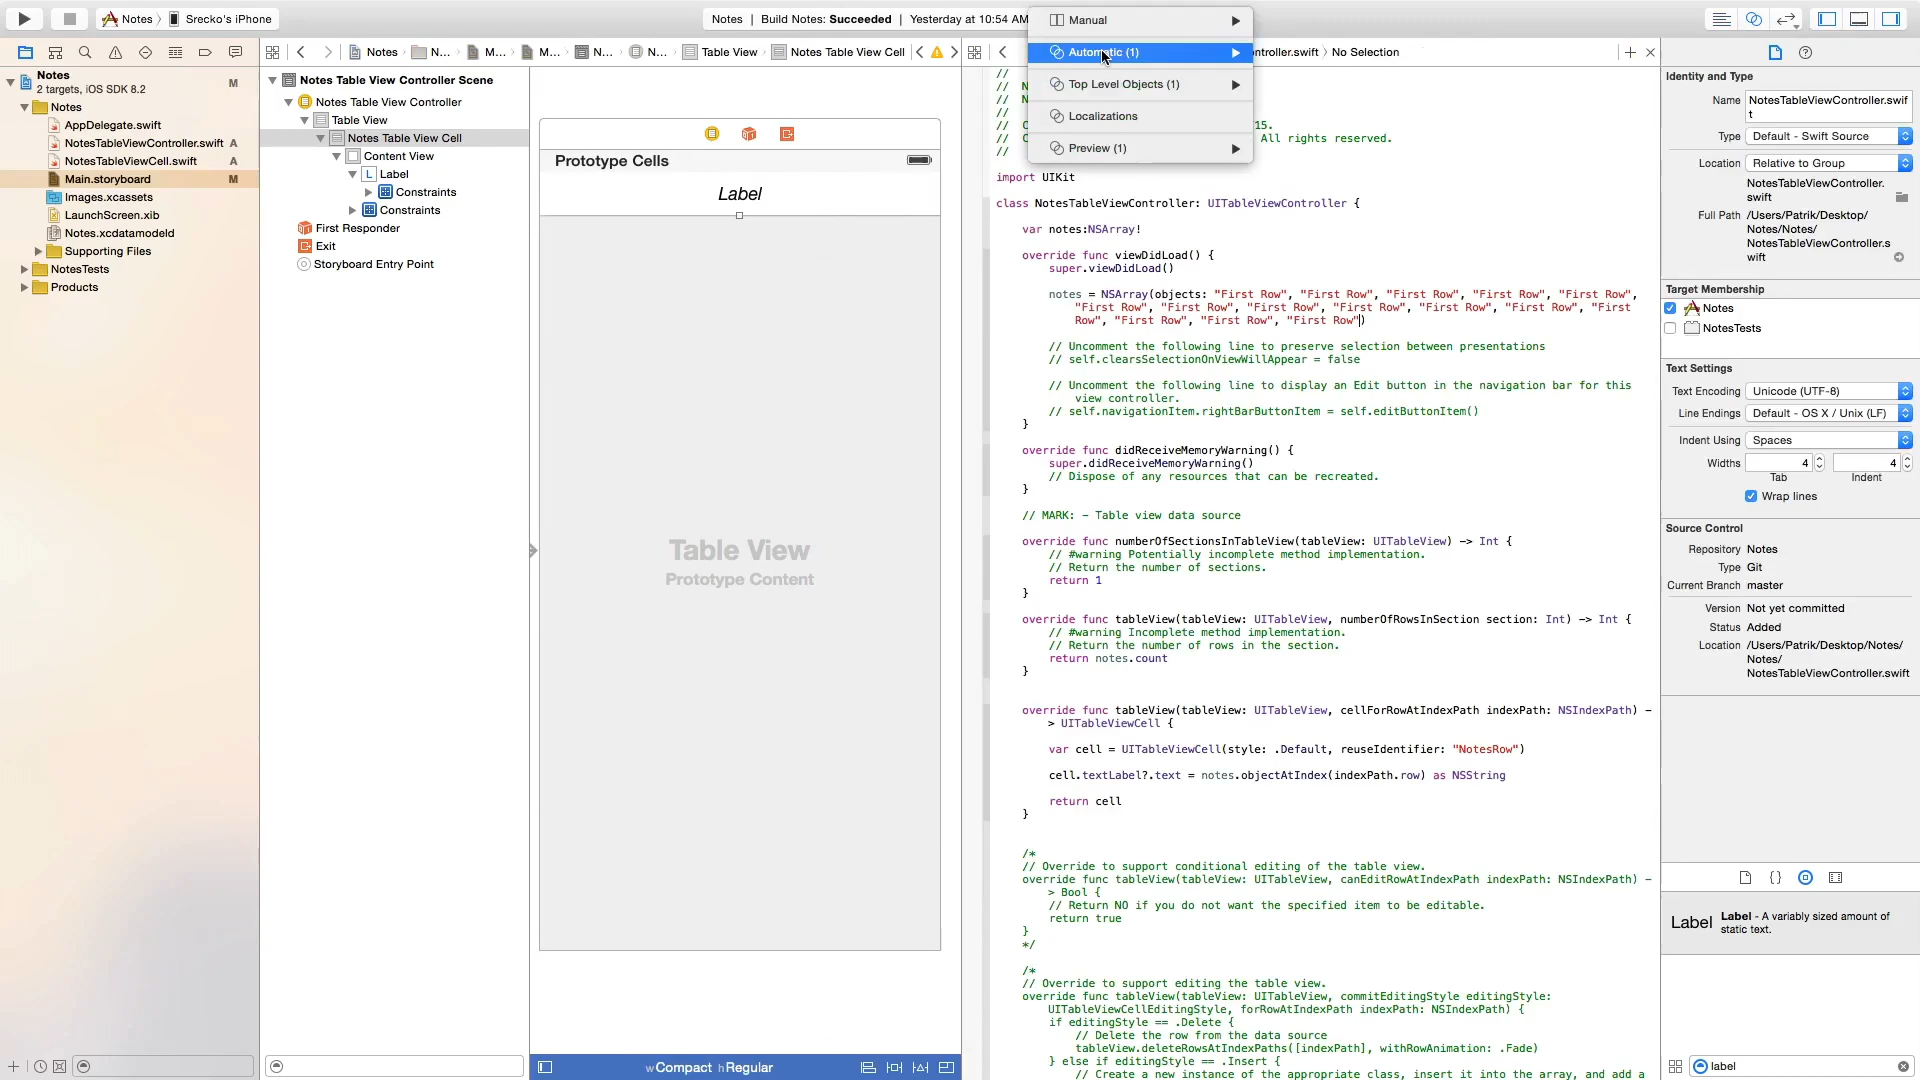 Notes
Srecko's iPhone
Notes | Build Notes: Succeeded | Yesterday at 10:54 AM
Manual
Automatic (1)
Top Level Objects (1)
Localizations
Preview (1)
Notes
N...
M...
M...
N...
N...
Table View
Notes Table View Cell
ontroller.swift
No Selection
Notes
2 targets, iOS SDK 8.2
M
Notes
AppDelegate.swift
NotesTableViewController.swift A
NotesTableViewCell.swift A
Main.storyboard M
Images.xcassets
LaunchScreen.xib
Notes.xcdatamodeld
Supporting Files
NotesTests
Products
Notes Table View Controller Scene
Notes Table View Controller
Table View
Notes Table View Cell
Content View
L Label
Constraints
Constraints
First Responder
Exit
Storyboard Entry Point
Prototype Cells
Label
Table View
Prototype Content
wCompact hRegular
//
// N
// N
//
// C 15.
// C All rights reserved.
//
import UIKit
class NotesTableViewController: UITableViewController {
var notes:NSArray!
override func viewDidLoad() {
super.viewDidLoad()
notes = NSArray(objects: "First Row", "First Row", "First Row", "First Row", "First Row",
"First Row", "First Row", "First Row", "First Row", "First Row", "First Row", "First
Row", "First Row", "First Row", "First Row")
// Uncomment the following line to preserve selection between presentations
// self.clearsSelectionOnViewWillAppear = false
// Uncomment the following line to display an Edit button in the navigation bar for this
view controller.
// self.navigationItem.rightBarButtonItem = self.editButtonItem()
}
override func didReceiveMemoryWarning() {
super.didReceiveMemoryWarning()
// Dispose of any resources that can be recreated.
}
// MARK: - Table view data source
override func numberOfSectionsInTableView(tableView: UITableView) -> Int {
// #warning Potentially incomplete method implementation.
// Return the number of sections.
return 1
}
override func tableView(tableView: UITableView, numberOfRowsInSection section: Int) -> Int {
// #warning Incomplete method implementation.
// Return the number of rows in the section.
return notes.count
}
override func tableView(tableView: UITableView, cellForRowAtIndexPath indexPath: NSIndexPath) -
> UITableViewCell {
var cell = UITableViewCell(style: .Default, reuseIdentifier: "NotesRow")
cell.textLabel?.text = notes.objectAtIndex(indexPath.row) as NSString
return cell
}
/*
// Override to support conditional editing of the table view.
override func tableView(tableView: UITableView, canEditRowAtIndexPath indexPath: NSIndexPath) -
> Bool {
// Return NO if you do not want the specified item to be editable.
return true
}
*/
/*
// Override to support editing the table view.
override func tableView(tableView: UITableView, commitEditingStyle editingStyle:
UITableViewCellEditingStyle, forRowAtIndexPath indexPath: NSIndexPath) {
if editingStyle == .Delete {
// Delete the row from the data source
tableView.deleteRowsAtIndexPaths([indexPath], withRowAnimation: .Fade)
} else if editingStyle == .Insert {
// Create a new instance of the appropriate class, insert it into the array, and add a
Identity and Type
Name NotesTableViewController.swif
t
Type Default - Swift Source
Location Relative to Group
NotesTableViewController.
swift
Full Path /Users/Patrik/Desktop/
Notes/Notes/
NotesTableViewController.s
wift
Target Membership
Notes
NotesTests
Text Settings
Text Encoding Unicode (UTF-8)
Line Endings Default - OS X / Unix (LF)
Indent Using Spaces
Widths 4 4
Tab Indent
Wrap lines
Source Control
Repository Notes
Type Git
Current Branch master
Version Not yet committed
Status Added
Location /Users/Patrik/Desktop/Notes/
Notes/
NotesTableViewController.swift
{}
Label Label - A variably sized amount of
static text.
label